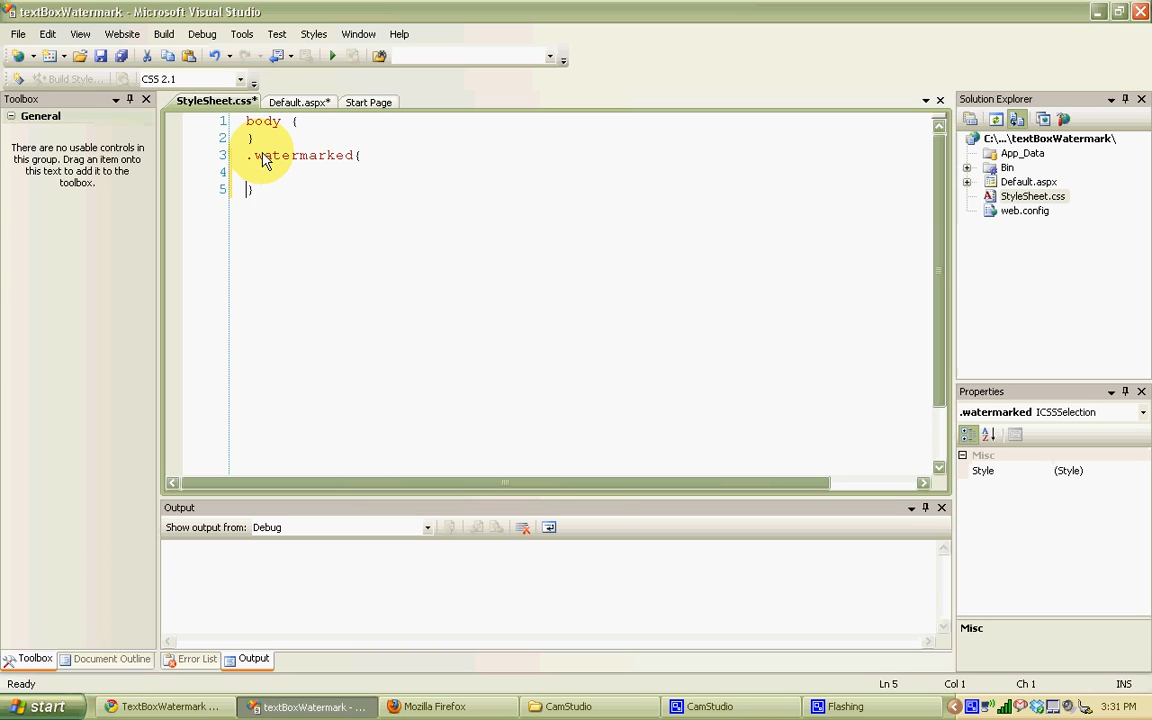 textBoxWatermark - Microsoft Visual Studio
File Edit View Website Build Debug Tools Test Styles Window Help
Build Style... CSS 2.1
Toolbox
General
There are no usable controls in
this group. Drag an item onto
this text to add it to the
toolbox.
StyleSheet.css* Default.aspx* Start Page
1 body {
2 }
3 .watermarked{
4
5 }
Solution Explorer
C:\...\textBoxWatermark\
App_Data
Bin
Default.aspx
StyleSheet.css
web.config
Properties
.watermarked ICSSSelection
Misc
Style (Style)
Misc
Output
Show output from: Debug
Toolbox Document Outline Error List Output
Ready Ln 5 Col 1 Ch 1 INS
start TextBoxWatermark ... textBoxWatermark - ... Mozilla Firefox CamStudio CamStudio Flashing 3:31 PM